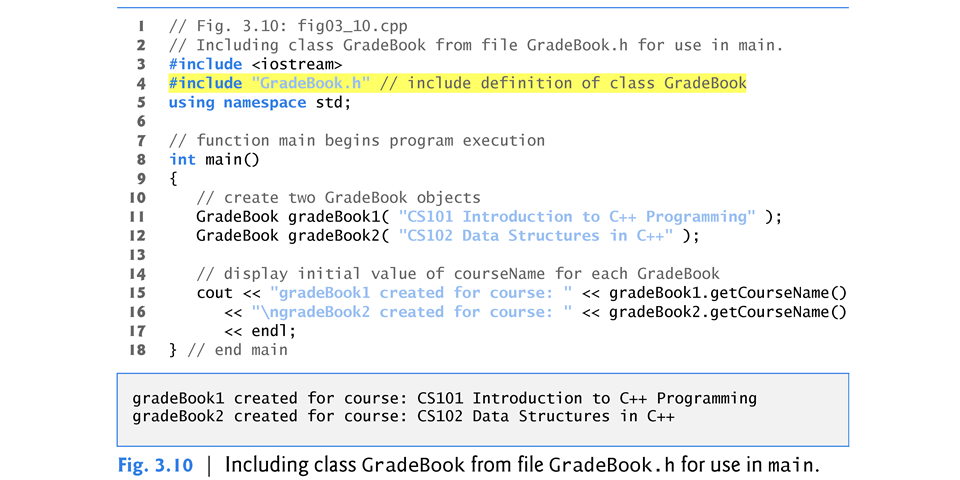 1 // Fig. 3.10: fig03_10.cpp
2 // Including class GradeBook from file GradeBook.h for use in main.
3 #include <iostream>
4 #include "GradeBook.h" // include definition of class GradeBook
5 using namespace std;
6
7 // function main begins program execution
8 int main()
9 {
10    // create two GradeBook objects
11    GradeBook gradeBook1( "CS101 Introduction to C++ Programming" );
12    GradeBook gradeBook2( "CS102 Data Structures in C++" );
13
14    // display initial value of courseName for each GradeBook
15    cout << "gradeBook1 created for course: " << gradeBook1.getCourseName()
16       << "\ngradeBook2 created for course: " << gradeBook2.getCourseName()
17       << endl;
18 } // end main
gradeBook1 created for course: CS101 Introduction to C++ Programming
gradeBook2 created for course: CS102 Data Structures in C++
Fig. 3.10 | Including class GradeBook from file GradeBook.h for use in main.